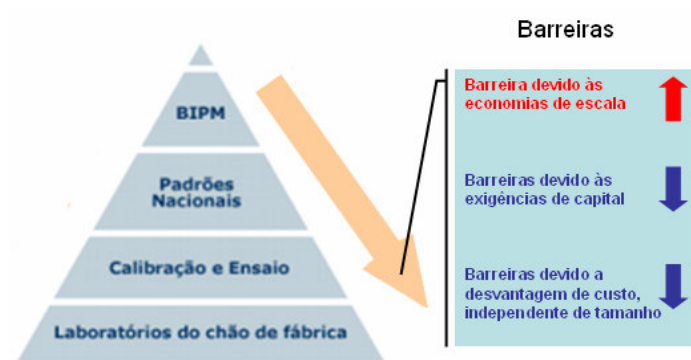 Barreiras
BIPM
Padrões
Nacionais
Calibração e Ensaio
Laboratórios do chão de fábrica
Barreira devido às
economias de escala
Barreiras devido às
exigências de capital
Barreiras devido a
desvantagem de custo,
independente de tamanho